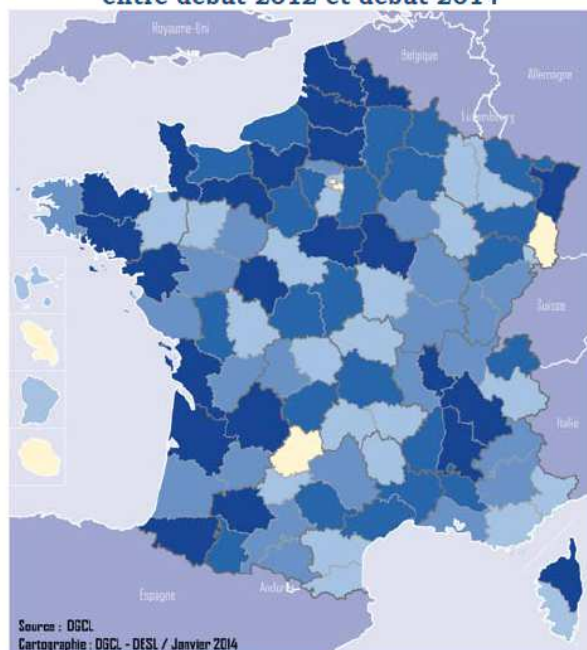 entre début 2012 et début 2014
Royaume-Uni
Belgique
Allemagne
Luxembourg
Suisse
Italie
Espagne
Andorre
Source : DGCL
Cartographie : DGCL - DESL / Janvier 2014